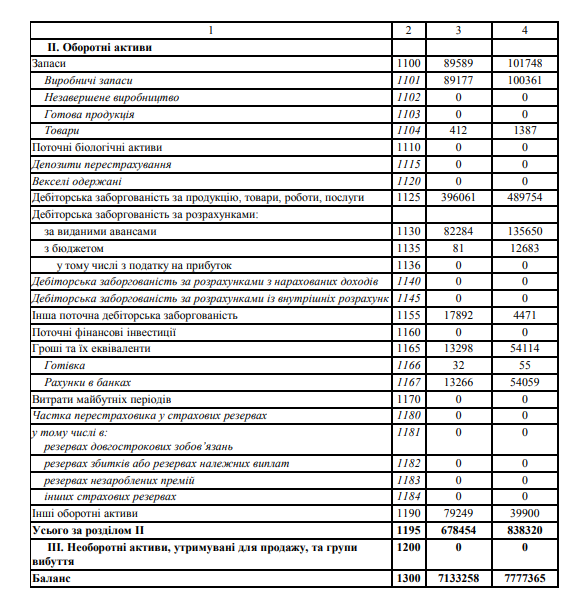 1 2 3 4
II. Оборотні активи
Запаси 1100 89589 101748
Виробничі запаси 1101 89177 100361
Незавершене виробництво 1102 0 0
Готова продукція 1103 0 0
Товари 1104 412 1387
Поточні біологічні активи 1110 0 0
Депозити перестрахування 1115 0 0
Векселі одержані 1120 0 0
Дебіторська заборгованість за продукцію, товари, роботи, послуги 1125 396061 489754
Дебіторська заборгованість за розрахунками:
за виданими авансами 1130 82284 135650
з бюджетом 1135 81 12683
у тому числі з податку на прибуток 1136 0 0
Дебіторська заборгованість за розрахунками з нарахованих доходів 1140 0 0
Дебіторська заборгованість за розрахунками із внутрішніх розрахунк 1145 0 0
Інша поточна дебіторська заборгованість 1155 17892 4471
Поточні фінансові інвестиції 1160 0 0
Гроші та їх еквіваленти 1165 13298 54114
Готівка 1166 32 55
Рахунки в банках 1167 13266 54059
Витрати майбутніх періодів 1170 0 0
Частка перестраховика у страхових резервах 1180 0 0
у тому числі в: 1181 0 0
резервах довгострокових зобов’язань
резервах збитків або резервах належних виплат 1182 0 0
резервах незароблених премій 1183 0 0
інших страхових резервах 1184 0 0
Інші оборотні активи 1190 79249 39900
Усього за розділом II 1195 678454 838320
III. Необоротні активи, утримувані для продажу, та групи 1200 0 0
вибуття
Баланс 1300 7133258 7777365